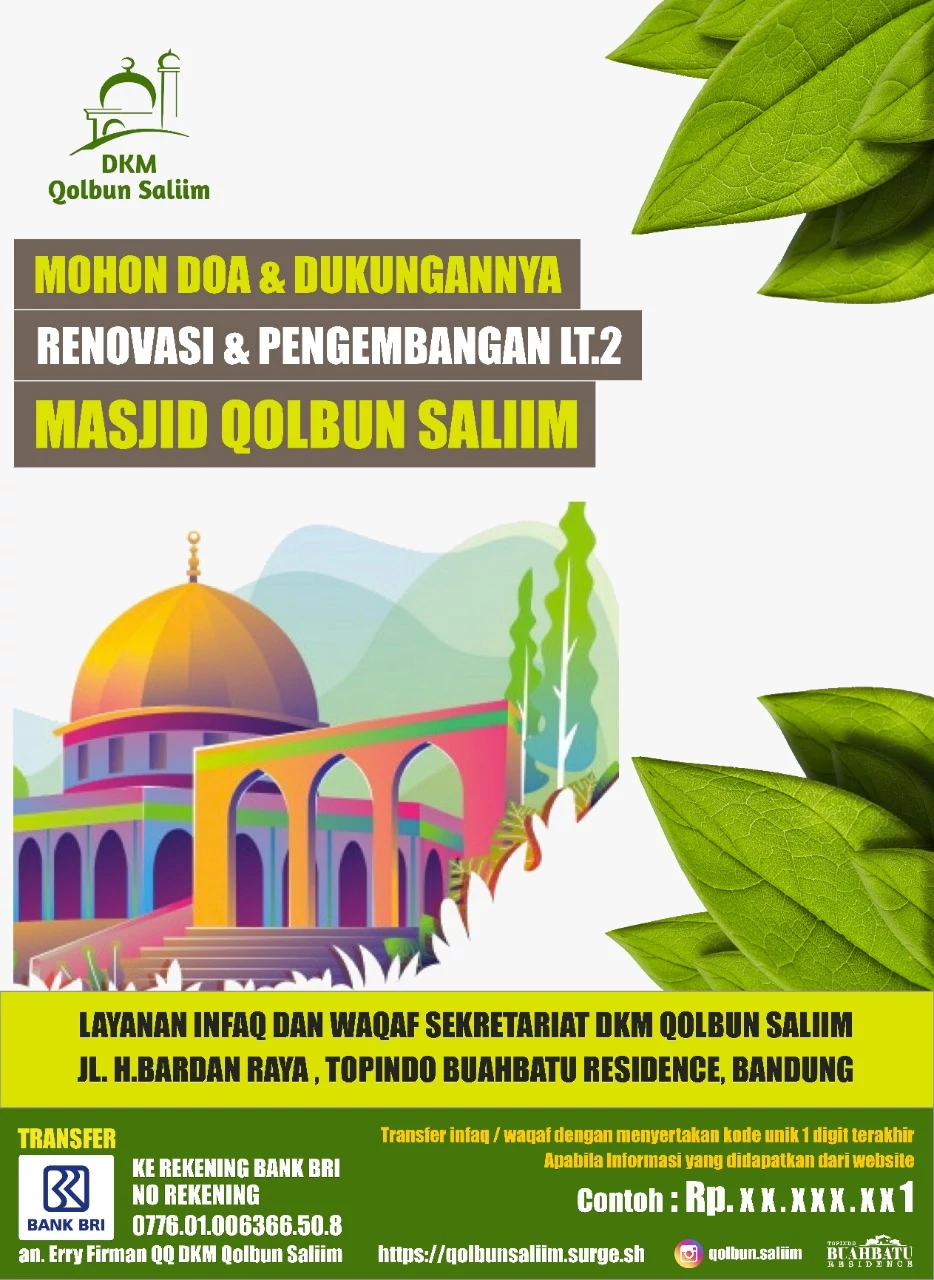 DKM
Qolbun Saliim
MOHON DOA & DUKUNGANNYA
RENOVASI & PENGEMBANGAN LT.2
MASJID QOLBUN SALIIM
LAYANAN INFAQ DAN WAQAF SEKRETARIAT DKM QOLBUN SALIIM
JL. H.BARDAN RAYA , TOPINDO BUAHBATU RESIDENCE, BANDUNG
TRANSFER
BANK BRI
KE REKENING BANK BRI
NO REKENING
0776.01.006366.50.8
an. Erry Firman QQ DKM Qolbun Saliim
Transfer infaq / waqaf dengan menyertakan kode unik 1 digit terakhir
Apabila Informasi yang didapatkan dari website
Contoh : Rp. X X . X X X . X X 1
https://qolbunsaliim.surge.sh
qolbun.saliim
TOPINDO
BUAHBATU
RESIDENCE